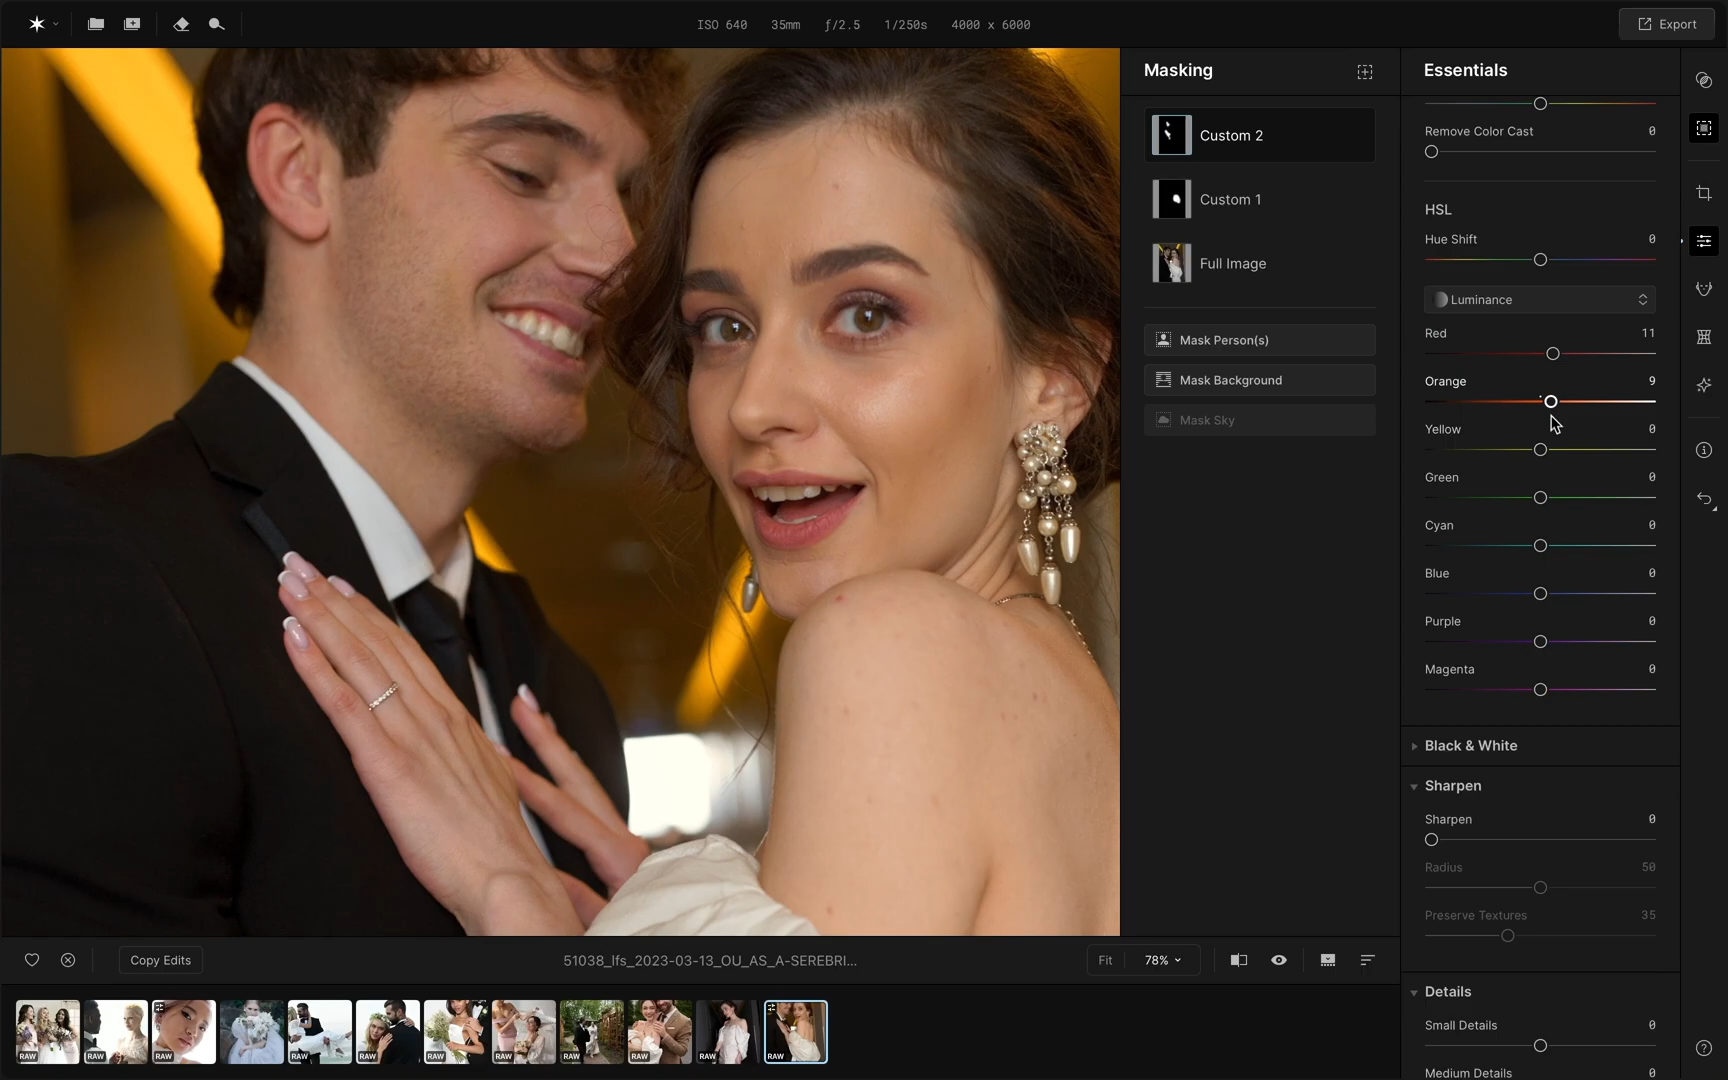 ISO 640 35mm ƒ/2.5 1/250s 4000 x 6000
Export
Masking
Custom 2
Custom 1
Full Image
Mask Person(s)
Mask Background
Mask Sky
Essentials
Remove Color Cast 0
HSL
Hue Shift 0
Luminance
Red 11
Orange 9
Yellow 0
Green 0
Cyan 0
Blue 0
Purple 0
Magenta 0
Black & White
Sharpen
Sharpen 0
Radius 50
Preserve Textures 35
Details
Small Details 0
Medium Details 0
Copy Edits
51038_lfs_2023-03-13_OU_AS_A-SEREBRI...
Fit 78%
RAW
RAW
RAW
RAW
RAW
RAW
RAW
RAW
RAW
RAW
RAW